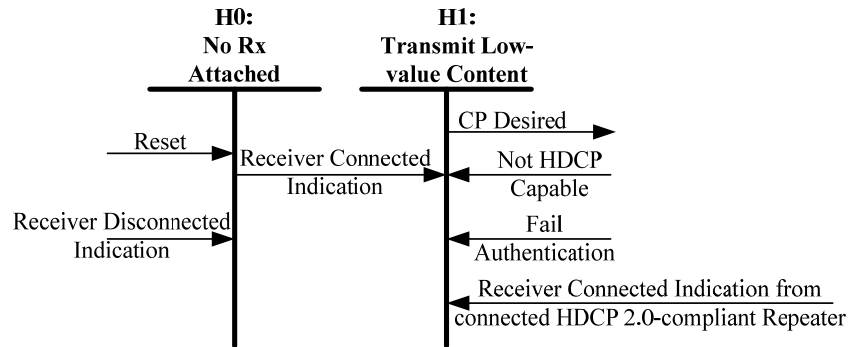 H0:
No Rx
Attached
H1:
Transmit Low-
value Content
CP Desired
Reset
Receiver Connected
Indication
Not HDCP
Capable
Receiver Disconnected
Indication
Fail
Authentication
Receiver Connected Indication from
connected HDCP 2.0-compliant Repeater